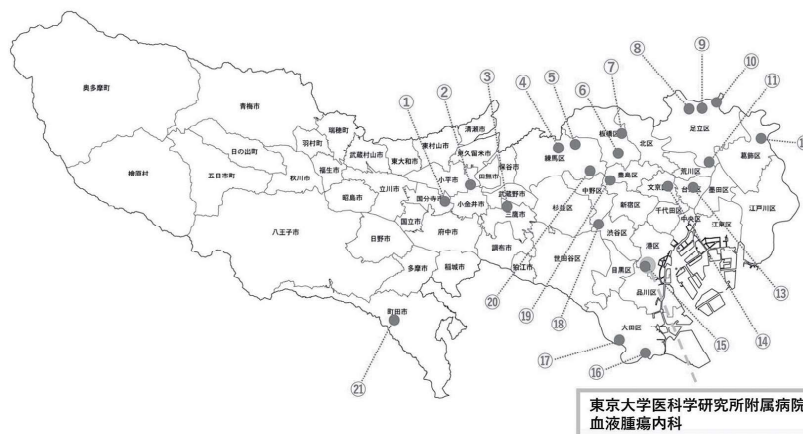 ⑧
⑨
⑩
⑦
⑪
⑤
⑥
④
③
②
①
奥多摩町
青梅市
瑞穂町
羽村町
日の出町
武蔵村山市
東大和市
東村山市
清瀬市
東久留米市
保谷市
田無市
小平市
福生市
秋川市
五日市町
檜原村
昭島市
立川市
国分寺市
小金井市
武蔵野市
三鷹市
国立市
府中市
調布市
狛江市
八王子市
日野市
多摩市
稲城市
町田市
練馬区
板橋区
北区
足立区
葛飾区
荒川区
豊島区
文京区
台東区
墨田区
江戸川区
中野区
杉並区
新宿区
千代田区
中央区
江東区
渋谷区
港区
世田谷区
目黒区
品川区
大田区
⑳
⑲
⑱
⑬
⑭
⑮
⑰
⑯
㉑
東京大学医科学研究所附属病院
血液腫瘍内科